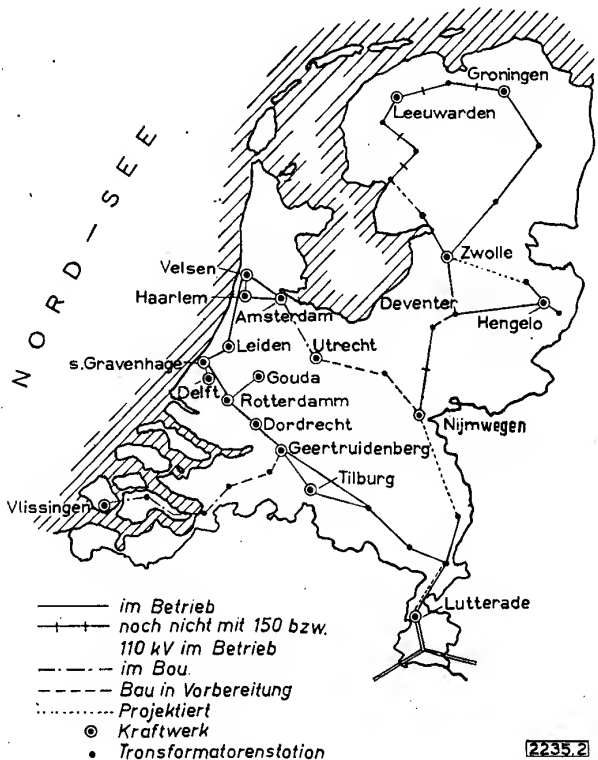 NORD-SEE
Groningen
Leeuwarden
Zwolle
Velsen
Haarlem
Amsterdam
Deventer
Hengelo
Leiden
Utrecht
s.Gravenhage
Gouda
Delft
Rotterdamm
Nijmwegen
Dordrecht
Geertruidenberg
Tilburg
Vlissingen
Lutterade
im Betrieb
noch nicht mit 150 bzw.
110 kV im Betrieb
im Bau.
Bau in Vorbereitung
Projektiert
Kraftwerk
Transformatorenstation
2235.2